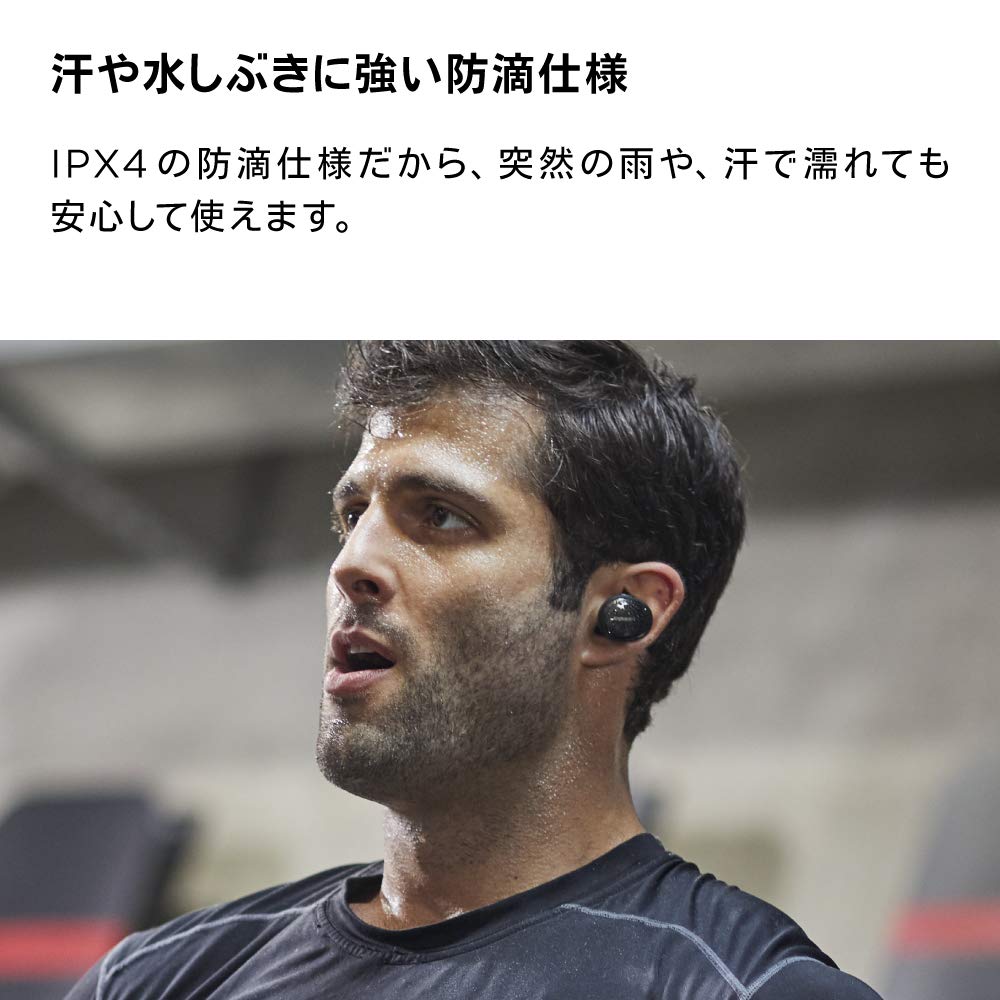 汗や水しぶきに強い防滴仕様
IPX4の防滴仕様だから、突然の雨や、汗で濡れても
安心して使えます。